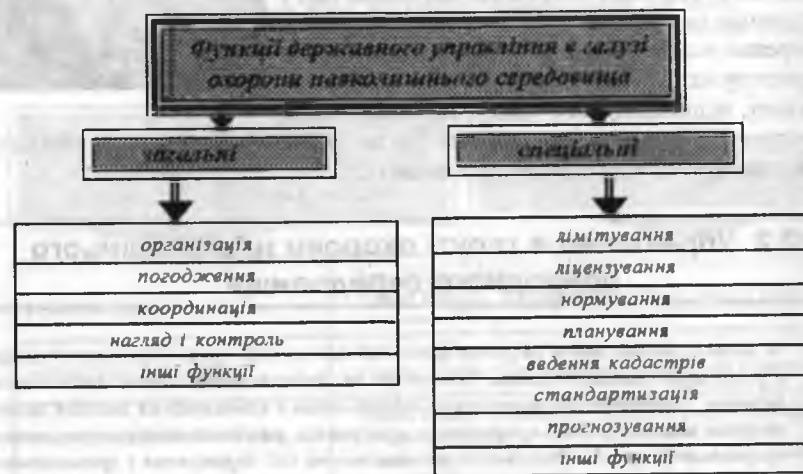 Функції державного управління в галузі
охорони навколишнього середовища
загальні
спеціальні
організація
погодження
координація
нагляд і контроль
інші функції
лімітування
ліцензування
нормування
планування
введення кадастрів
стандартизація
прогнозування
інші функції